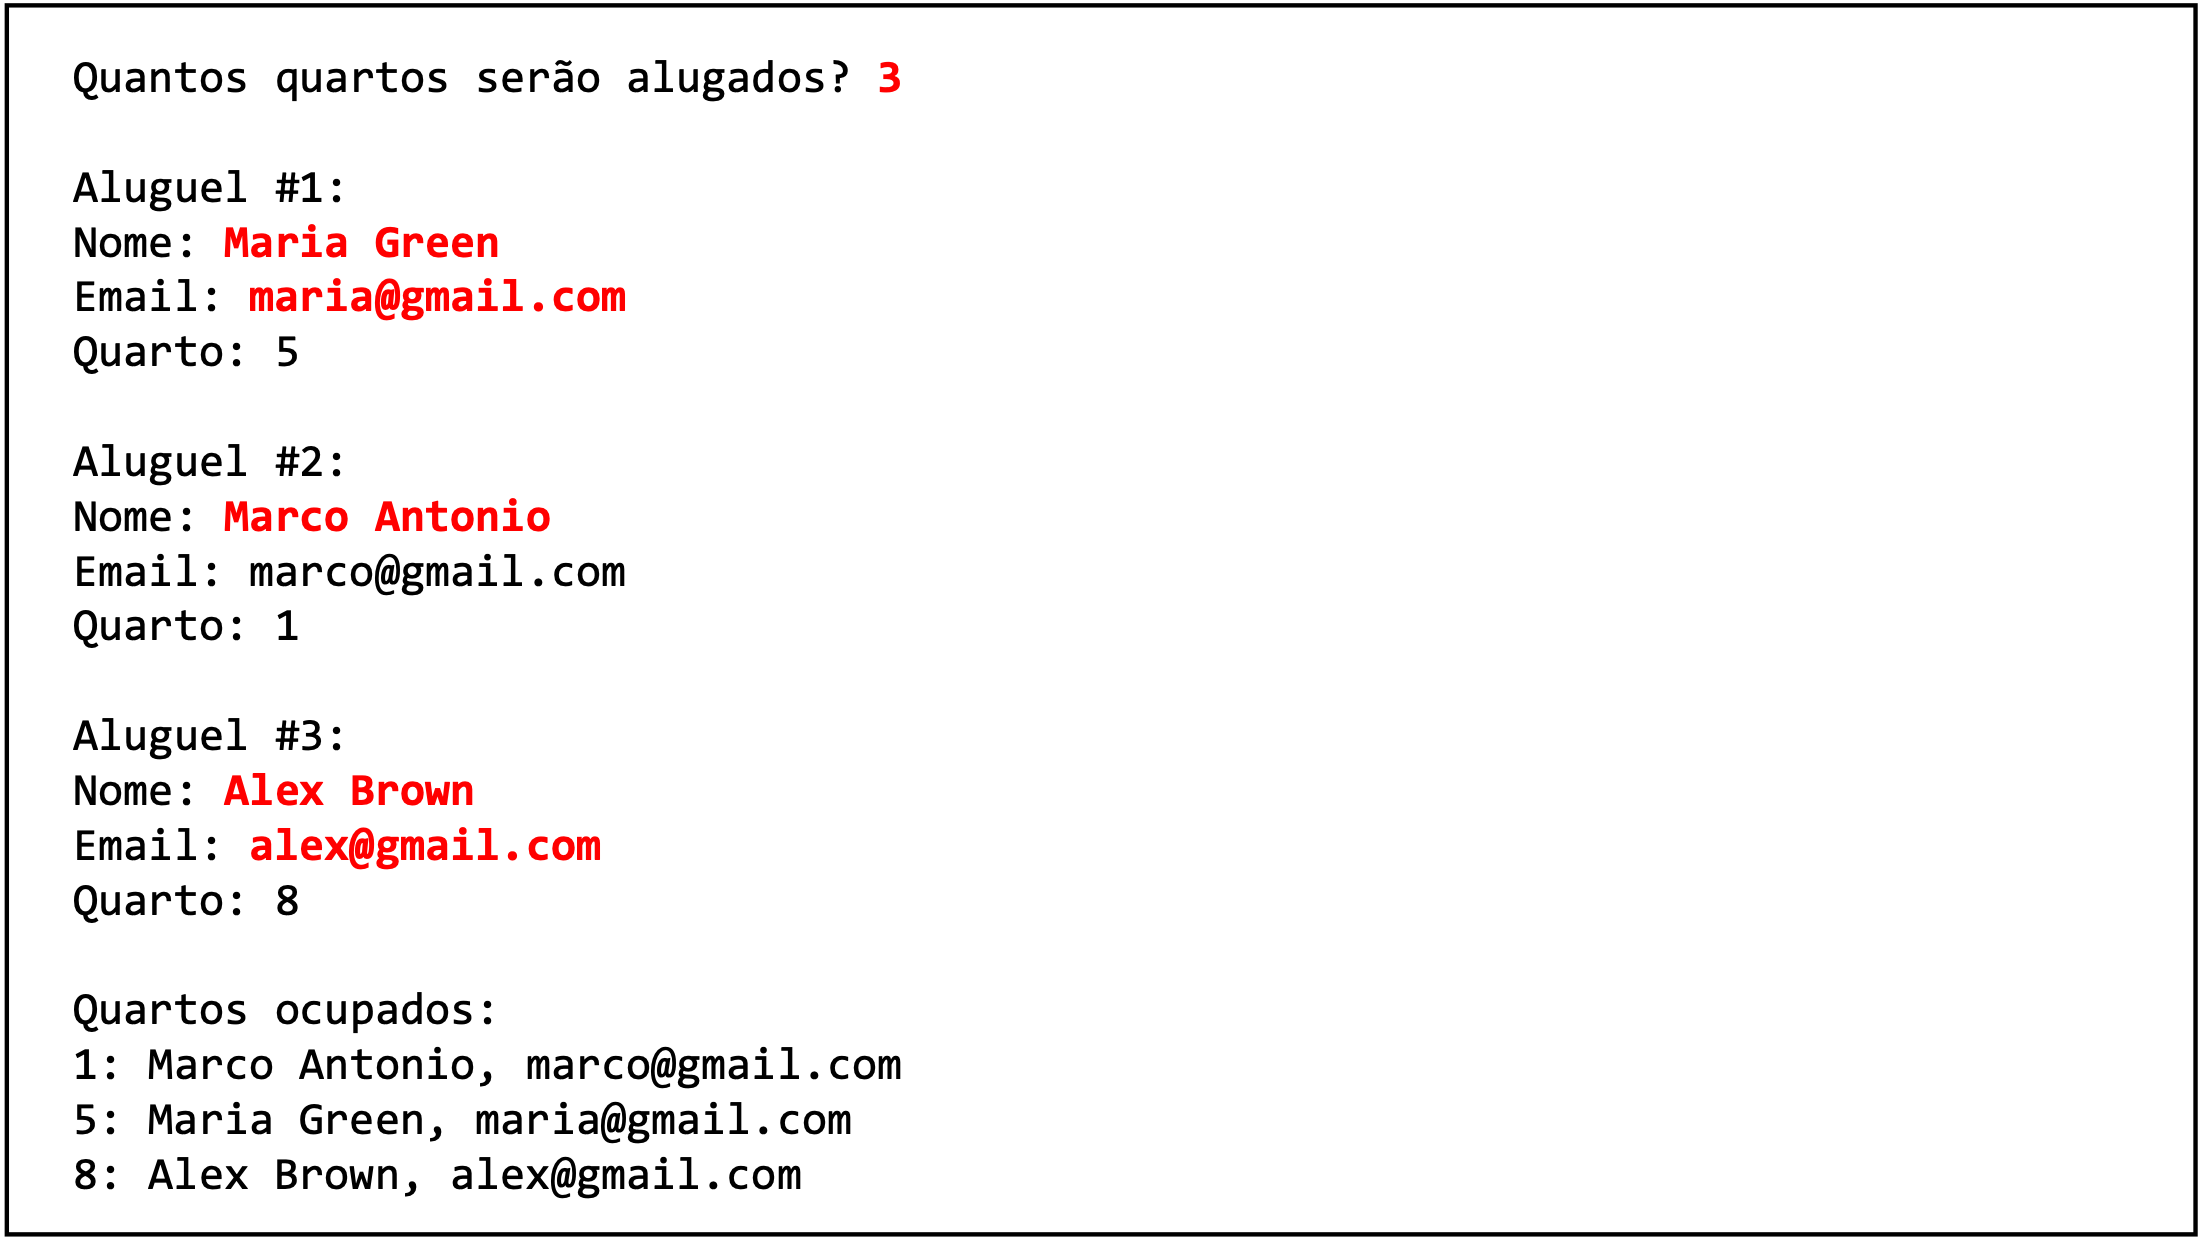 Quantos quartos serão alugados? 3
Aluguel #1:
Nome: Maria Green
Email: maria@gmail.com
Quarto: 5
Aluguel #2:
Nome: Marco Antonio
Email: marco@gmail.com
Quarto: 1
Aluguel #3:
Nome: Alex Brown
Email: alex@gmail.com
Quarto: 8
Quartos ocupados:
1: Marco Antonio, marco@gmail.com
5: Maria Green, maria@gmail.com
8: Alex Brown, alex@gmail.com